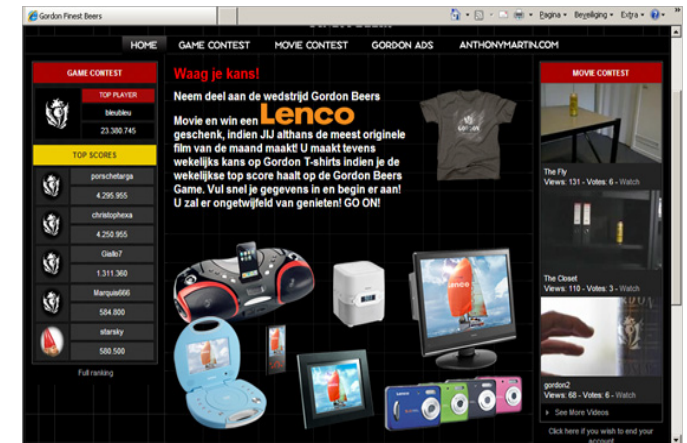 Gordon Finest Beers
Pagina
Beveiliging
Extra
HOME
GAME CONTEST
MOVIE CONTEST
GORDON ADS
ANTHONYMARTIN.COM
GAME CONTEST
TOP PLAYER
bleubleu
23.380.745
TOP SCORES
porschetarga
4.295.955
christophexa
4.250.955
Giallo7
1.311.360
Marquis666
584.800
starsky
580.500
Full ranking
Waag je kans!
Neem deel aan de wedstrijd Gordon Beers
Movie en win een Lenco
geschenk, indien JIJ althans de meest originele
film van de maand maakt! U maakt tevens
wekelijks kans op Gordon T-shirts indien je de
wekelijkse top score haalt op de Gordon Beers
Game. Vul snel je gegevens in en begin er aan!
U zal er ongetwijfeld van genieten! GO ON!
GORDON
Lenco
MOVIE CONTEST
The Fly
Views: 131 - Votes: 6 - Watch
The Closet
Views: 110 - Votes: 3 - Watch
gordon2
Views: 68 - Votes: 6 - Watch
See More Videos
Click here if you wish to end your
account